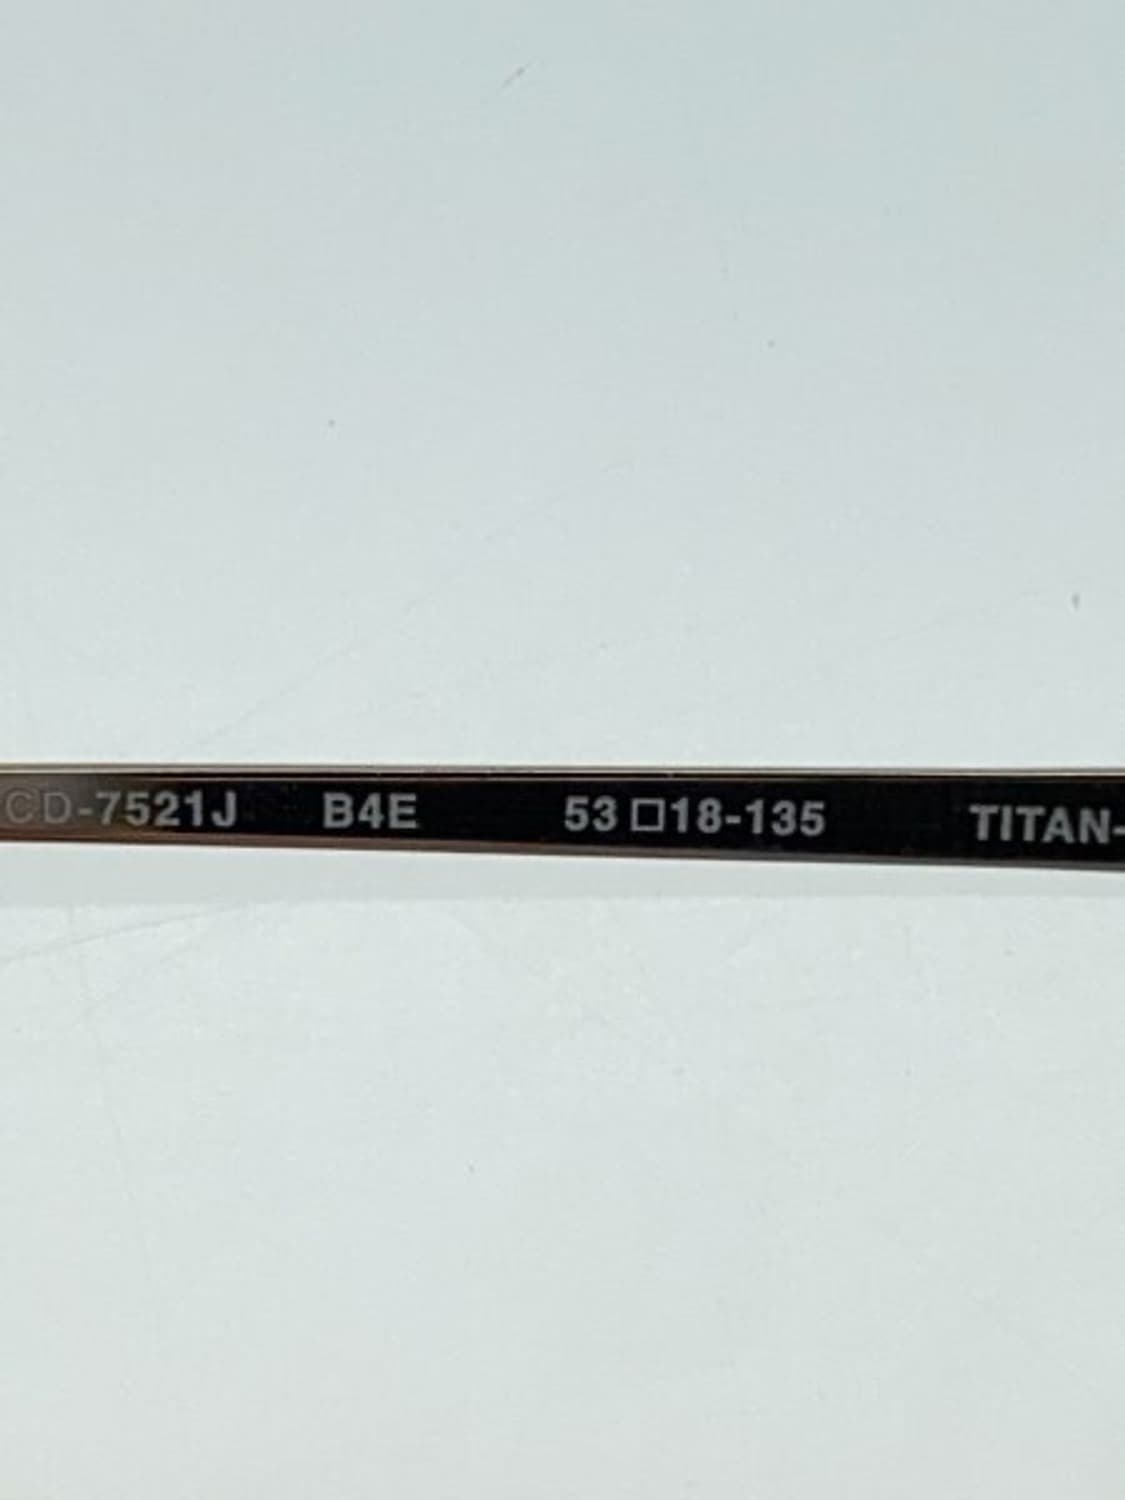 CD-7521J B4E 53□18-135 TITAN-